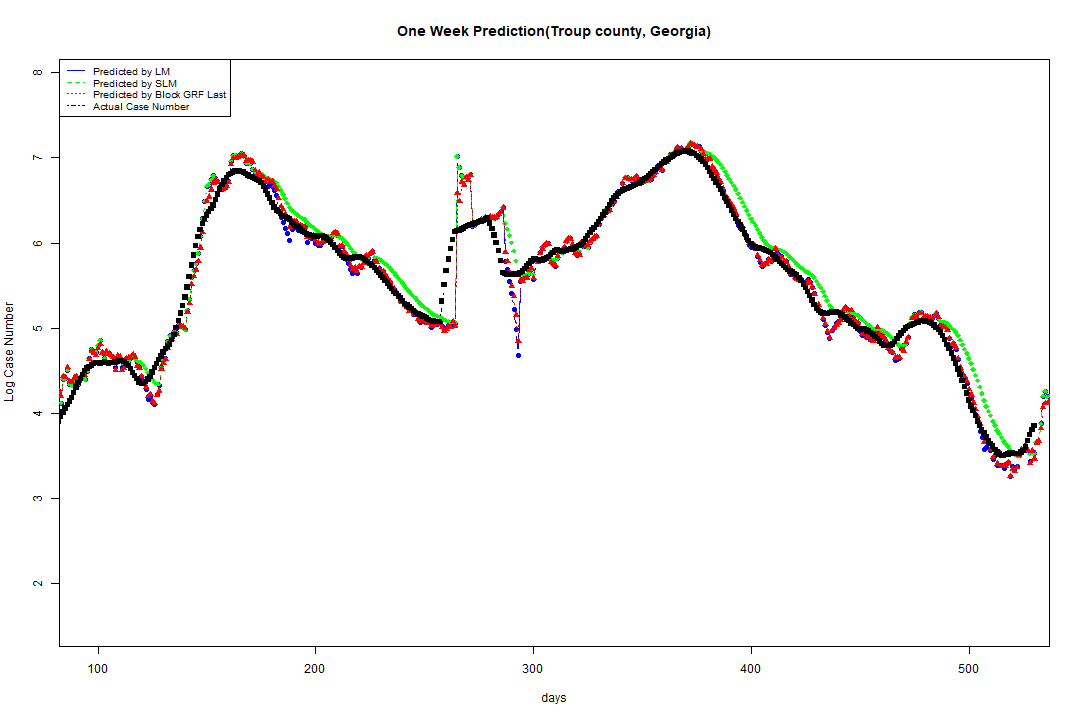 One Week Prediction(Troup county, Georgia)
Predicted by LM
Predicted by SLM
Predicted by Block GRF Last
Actual Case Number
8
7
6
5
4
3
2
Log Case Number
100 200 300 400 500
days